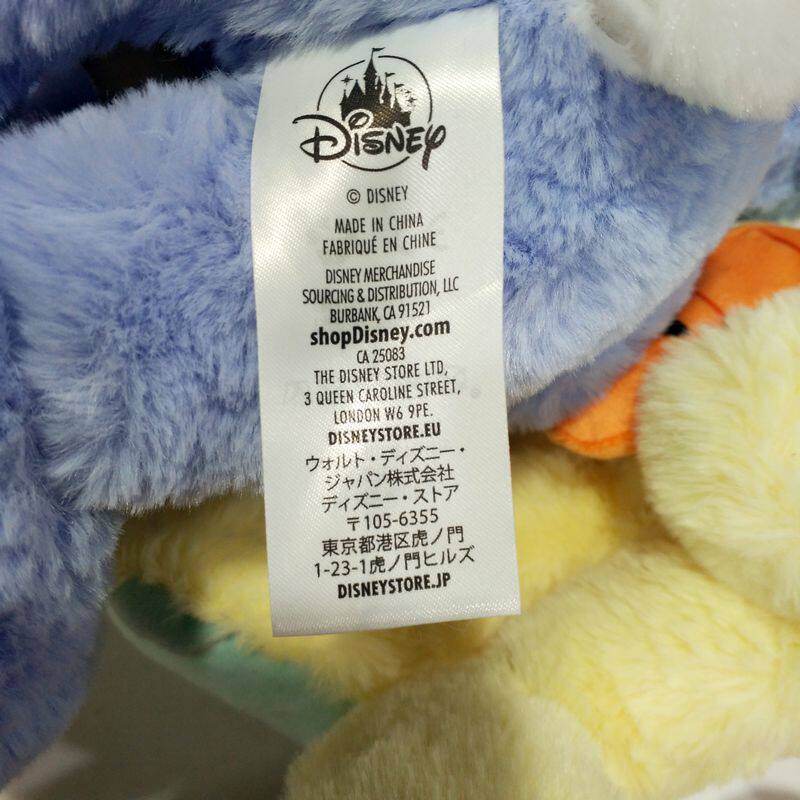 Disney
© DISNEY
MADE IN CHINA
FABRIQUÉ EN CHINE
DISNEY MERCHANDISE
SOURCING & DISTRIBUTION, LLC
BURBANK, CA 91521
shopDisney.com
CA 25083
THE DISNEY STORE LTD,
3 QUEEN CAROLINE STREET,
LONDON W6 9PE.
DISNEYSTORE.EU
ウォルト・ディズニー・
ジャパン株式会社
ディズニー・ストア
〒105-6355
東京都港区虎ノ門
1-23-1虎ノ門ヒルズ
DISNEYSTORE.JP